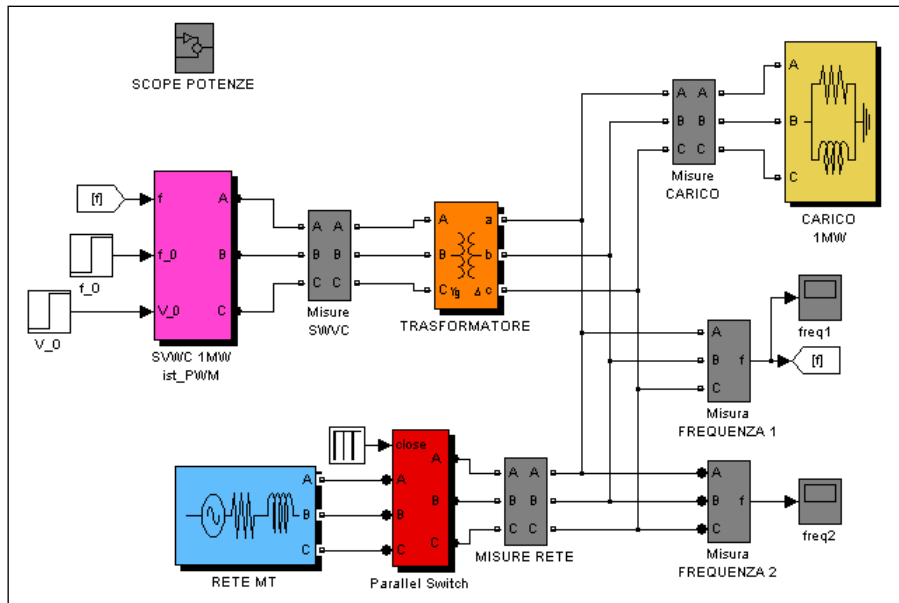 SCOPE POTENZE
[f]
f
f_0
V_0
A
B
C
f_0
V_0
SVWC 1MW
ist_PWM
A A
B B
C C
Misure
SWVC
A a
B b
C Yg Δ c
TRASFORMATORE
A A
B B
C C
Misure
CARICO
A
B
C
CARICO
1MW
freq1
A
B f
C
[f]
Misura
FREQUENZA 1
A
B
C
RETE MT
close
A
A
B
B
C
C
Parallel Switch
A A
B B
C C
MISURE RETE
A
B f
C
Misura
FREQUENZA 2
freq2